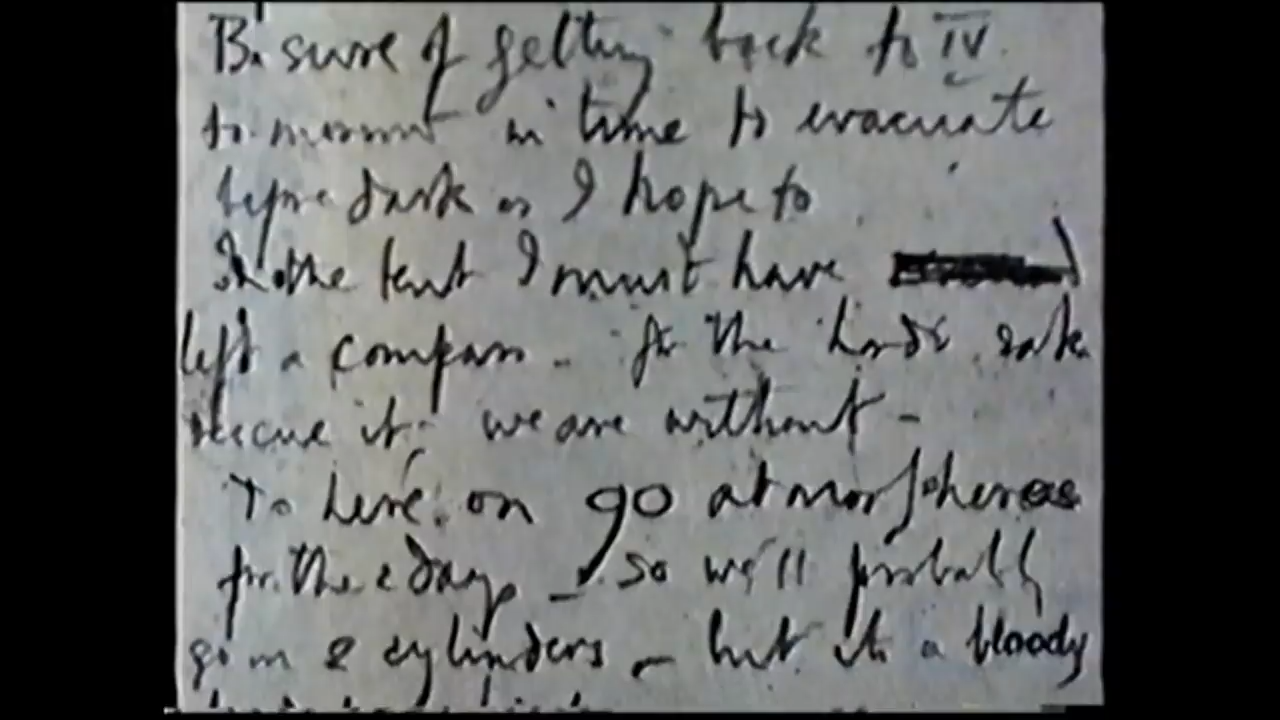 Be sure of getting back to IV
to-morrow in time to evacuate
before dark as I hope to
In the tent I must have
left a compass - for the Lord's sake
rescue it; we are without -
To here on 90 atmospheres
for the 2 days - so we'll probably
go on 2 cylinders - but it's a bloody